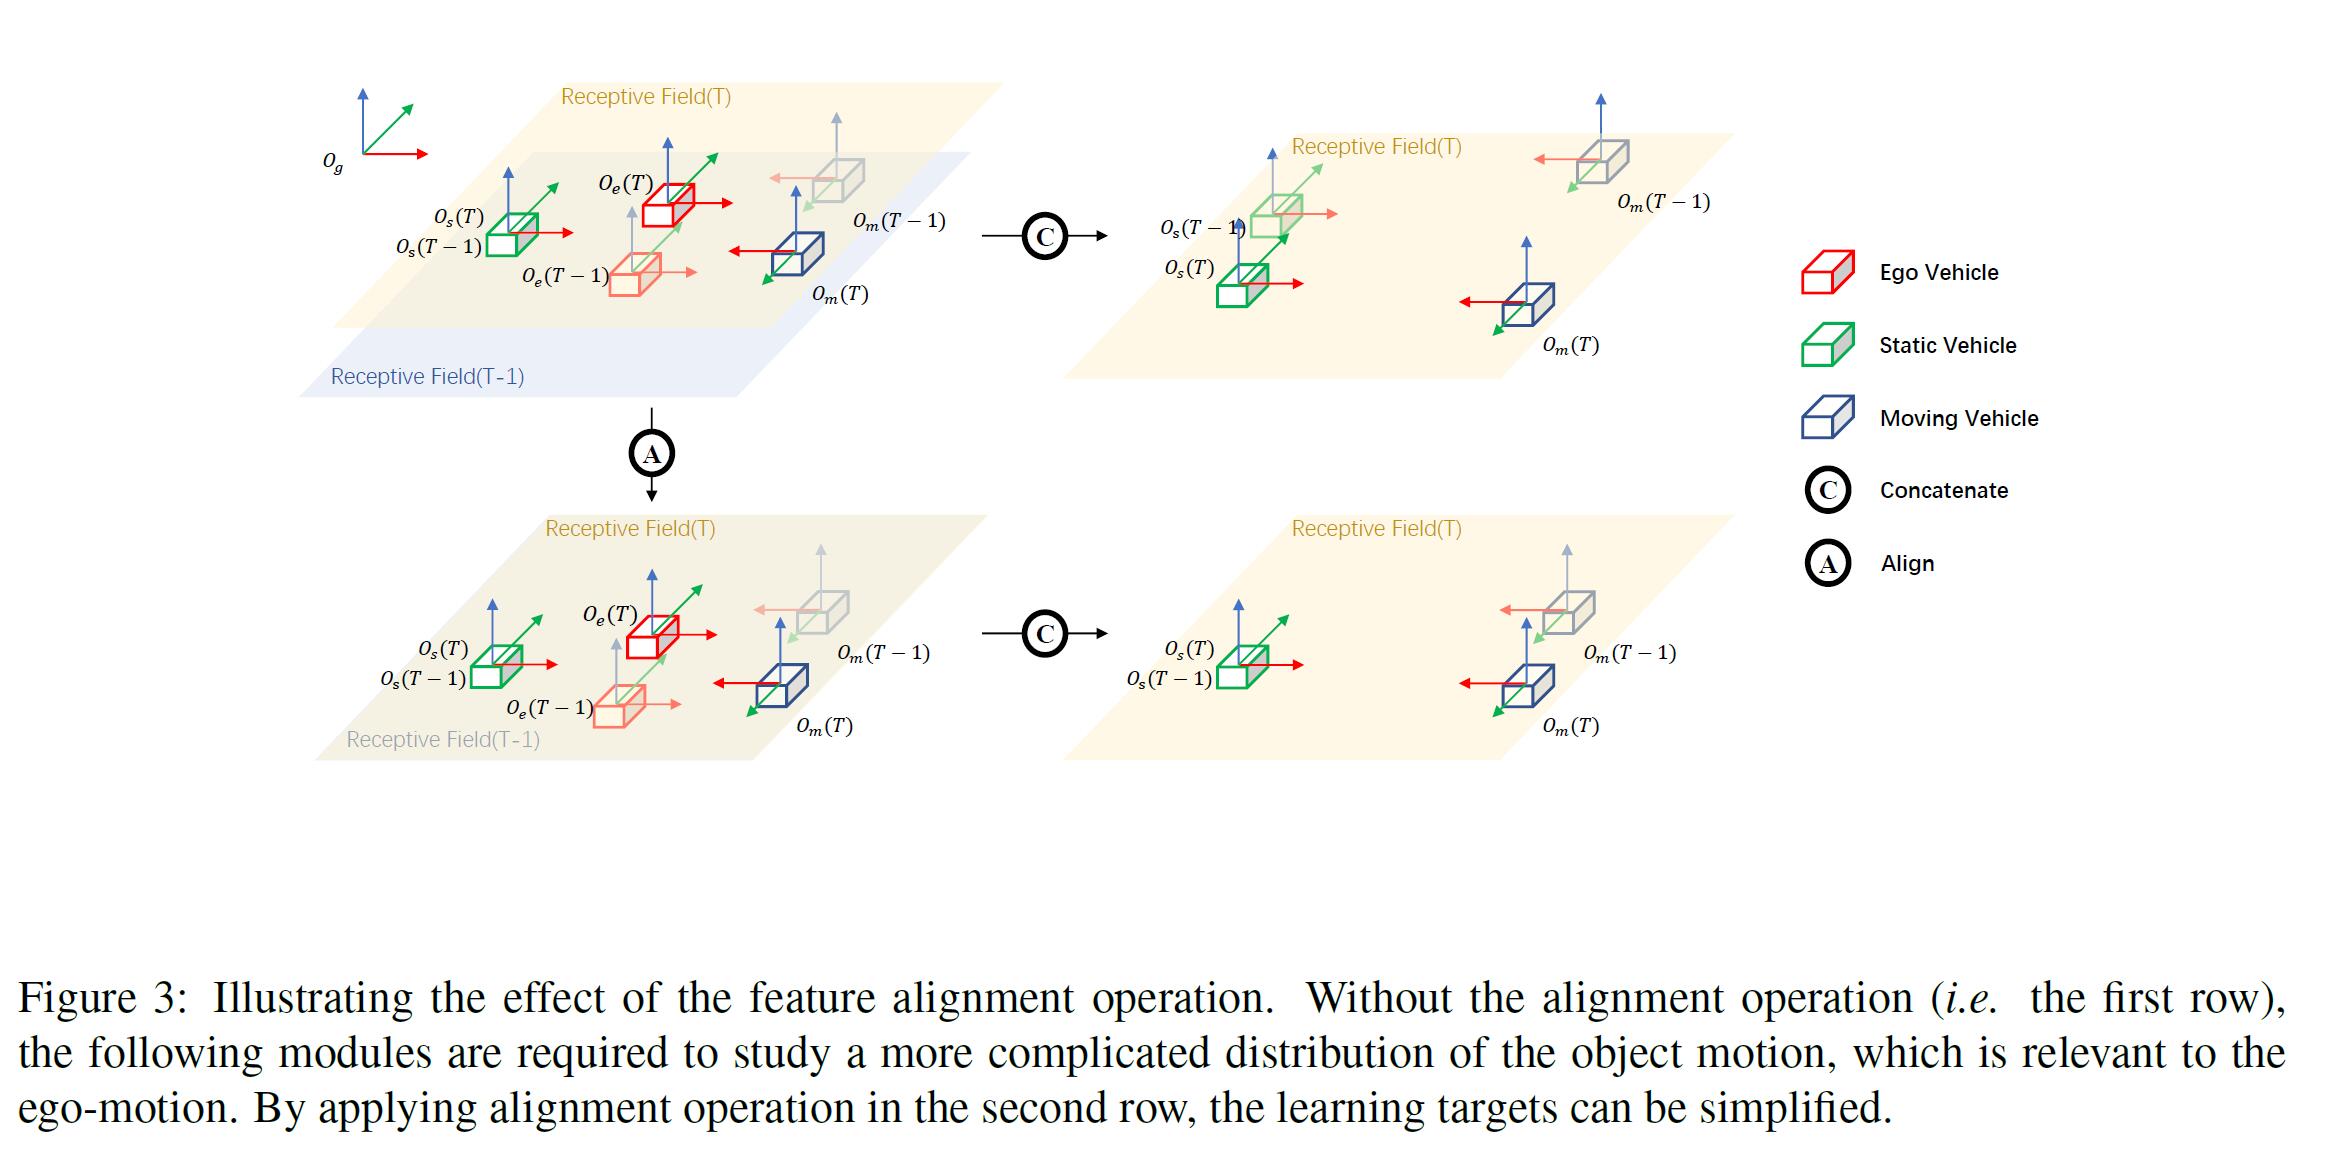 Receptive Field(T)
O_g
O_e(T)
O_s(T)
O_s(T − 1)
O_e(T − 1)
O_m(T − 1)
O_m(T)
Receptive Field(T-1)
C
Receptive Field(T)
O_m(T − 1)
O_s(T − 1)
O_s(T)
O_m(T)
A
Receptive Field(T)
O_e(T)
O_s(T)
O_s(T − 1)
O_e(T − 1)
O_m(T − 1)
O_m(T)
Receptive Field(T-1)
C
Receptive Field(T)
O_s(T)
O_s(T − 1)
O_m(T − 1)
O_m(T)
Ego Vehicle
Static Vehicle
Moving Vehicle
C Concatenate
A Align
Figure 3: Illustrating the effect of the feature alignment operation. Without the alignment operation (i.e. the first row),
the following modules are required to study a more complicated distribution of the object motion, which is relevant to the
ego-motion. By applying alignment operation in the second row, the learning targets can be simplified.